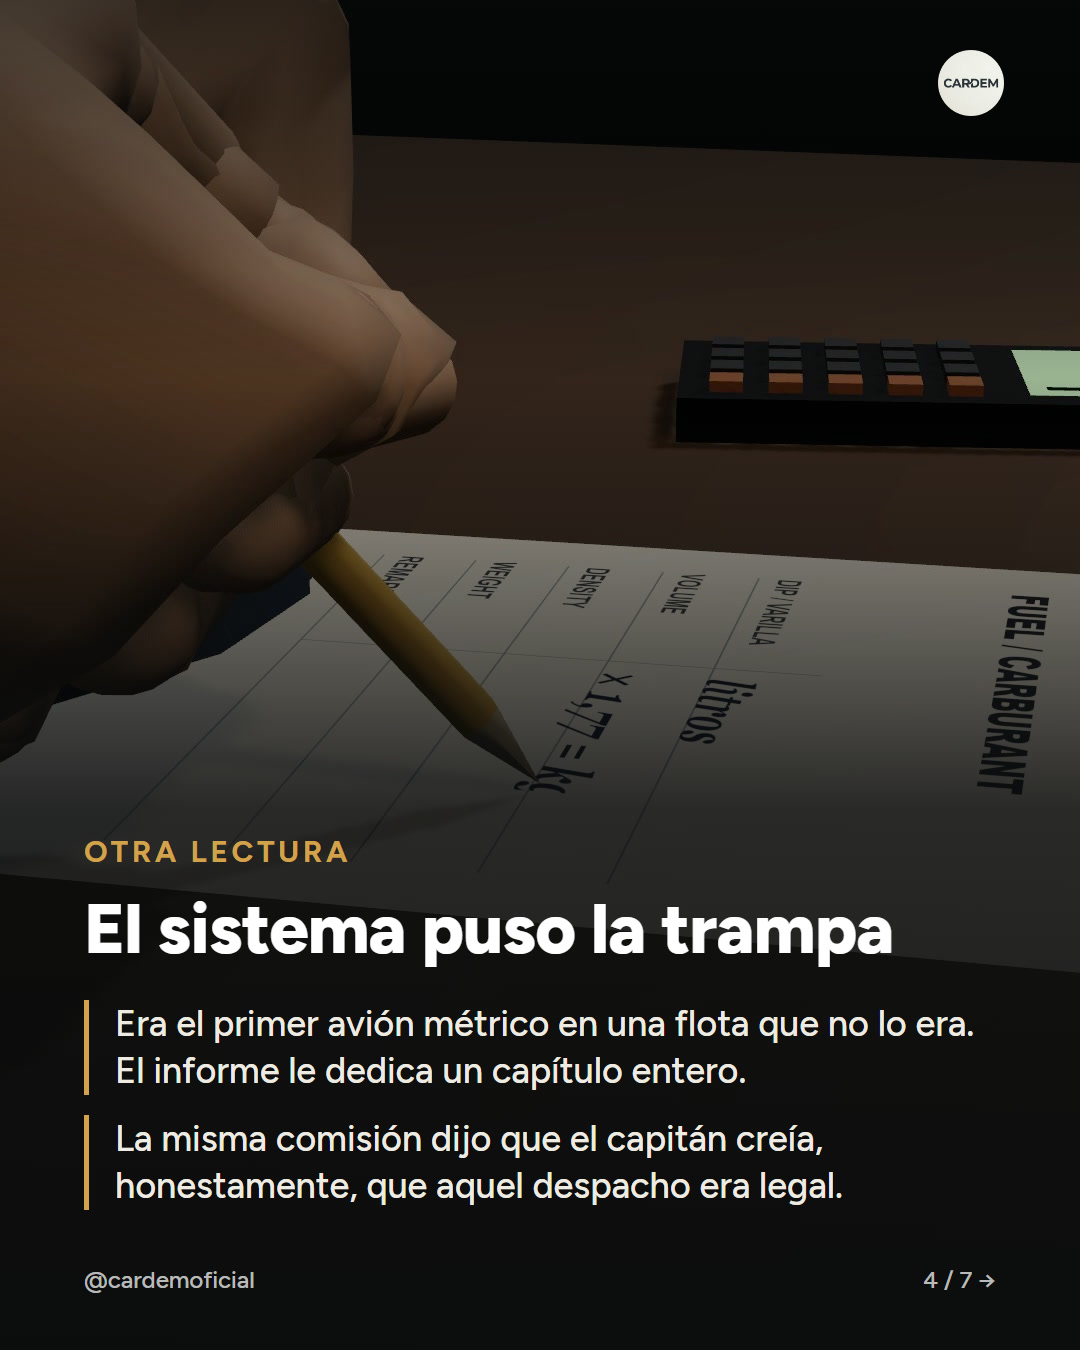 CARDEM
FUEL / CARBURANT
DIP / VARILLA
VOLUME
DENSITY
WEIGHT
REMAR
litros
x 1,77 = kg
OTRA LECTURA
El sistema puso la trampa
Era el primer avión métrico en una flota que no lo era.
El informe le dedica un capítulo entero.
La misma comisión dijo que el capitán creía,
honestamente, que aquel despacho era legal.
@cardemoficial
4 / 7 →